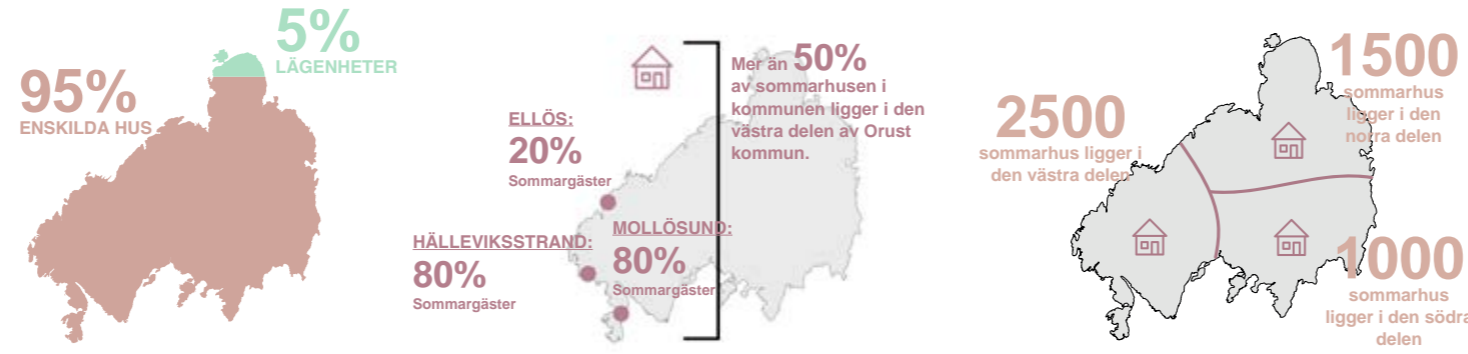 5%
LÄGENHETER
95%
ENSKILDA HUS
Mer än 50%
av sommarhusen i
kommunen ligger i den
västra delen av Orust
kommun.
ELLÖS:
20%
Sommargäster
HÄLLEVIKSSTRAND:
80%
Sommargäster
MOLLÖSUND:
80%
Sommargäster
2500
sommarhus ligger i
den västra delen
1500
sommarhus
ligger i den
norra delen
1000
sommarhus
ligger i den södra
delen